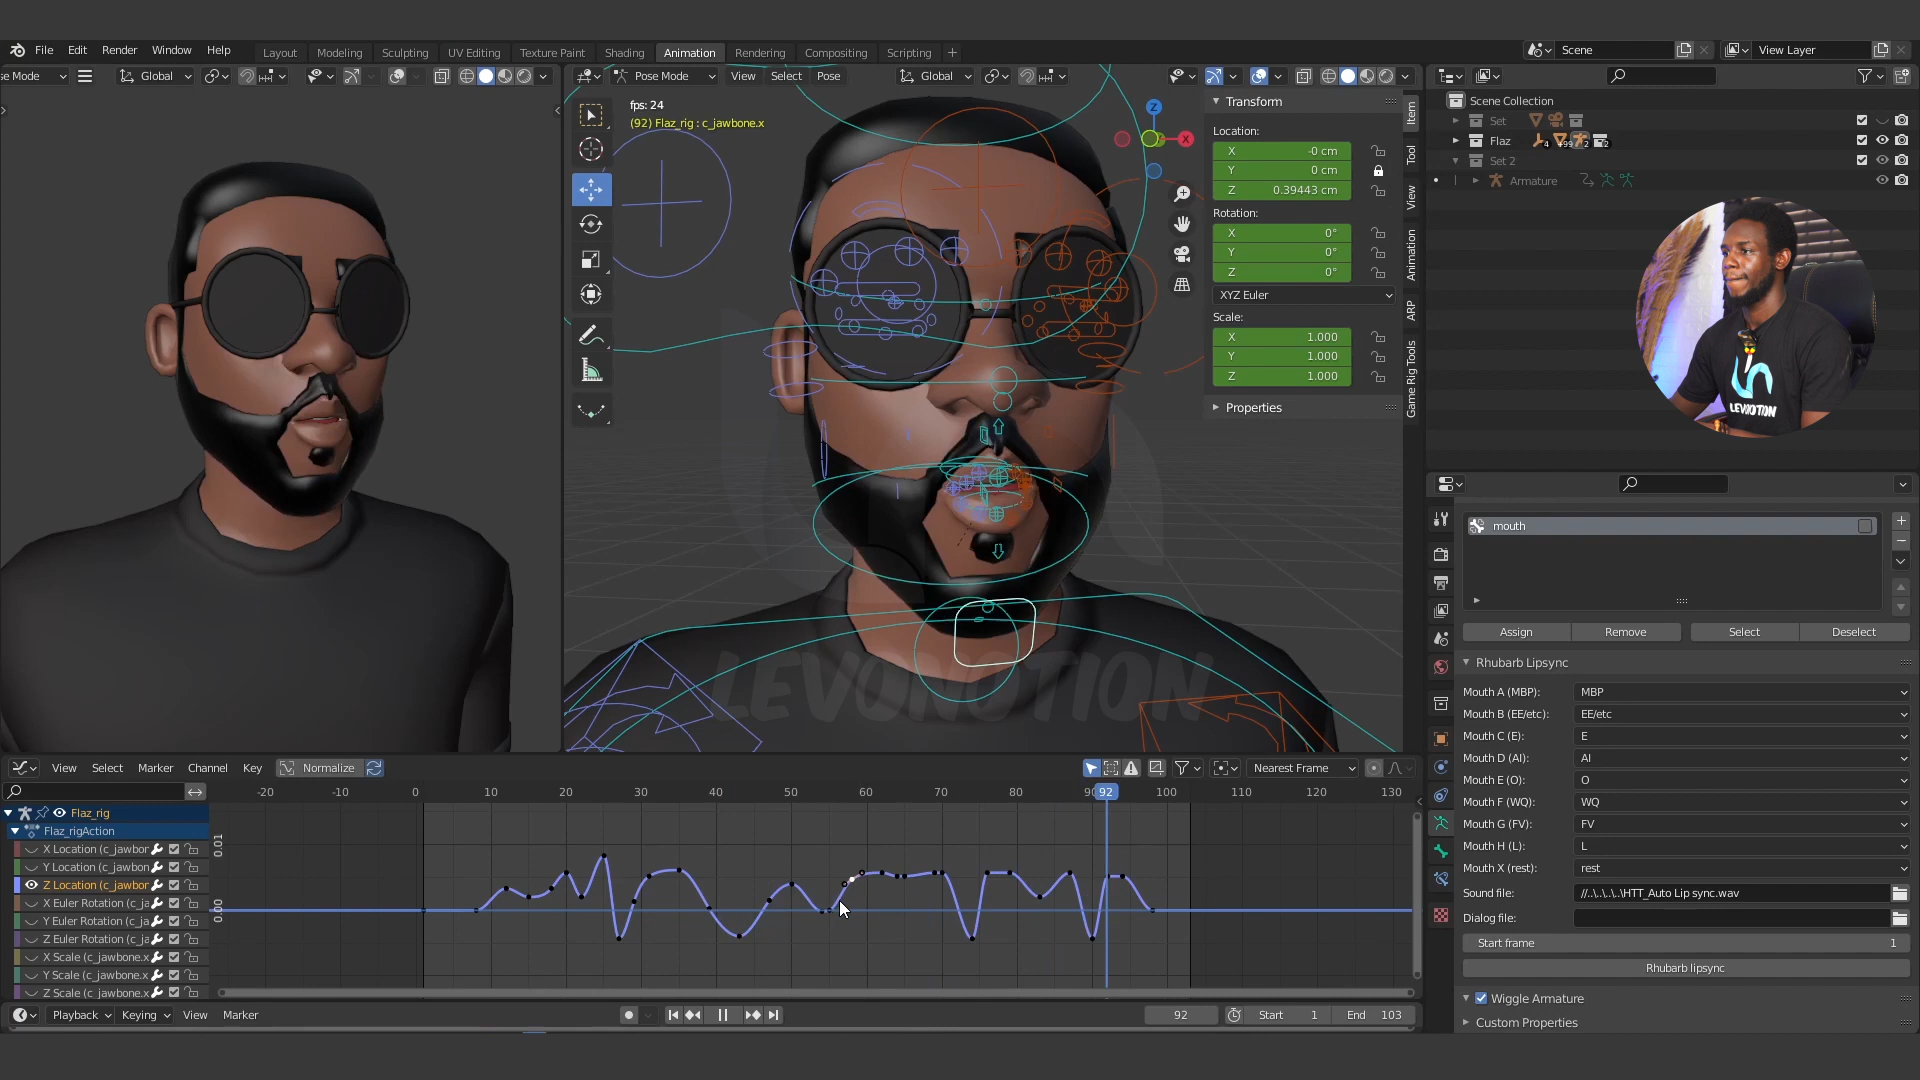 File Edit Render Window Help
Layout Modeling Sculpting UV Editing Texture Paint Shading Animation Rendering Compositing Scripting +
Scene
View Layer
se Mode
Global
Pose Mode View Select Pose
Global
fps: 24
(92) Flaz_rig : c_jawbone.x
Z
X
Transform
Location:
X -0 cm
Y 0 cm
Z 0.39443 cm
Rotation:
X 0°
Y 0°
Z 0°
XYZ Euler
Scale:
X 1.000
Y 1.000
Z 1.000
Properties
Item
Tool
View
Animation
ARP
Game Rig Tools
Scene Collection
Set
Flaz
Set 2
Armature
LEVONOTION
LEVONOTION
mouth
Assign Remove Select Deselect
Rhubarb Lipsync
Mouth A (MBP): MBP
Mouth B (EE/etc): EE/etc
Mouth C (E): E
Mouth D (AI): AI
Mouth E (O): O
Mouth F (WQ): WQ
Mouth G (FV): FV
Mouth H (L): L
Mouth X (rest): rest
Sound file: //..\..\..\..\HTT_Auto Lip sync.wav
Dialog file:
Start frame 1
Rhubarb lipsync
Wiggle Armature
Custom Properties
View Select Marker Channel Key Normalize
Nearest Frame
-20 -10 0 10 20 30 40 50 60 70 80 90 92 100 110 120 130
0.01
0.00
Flaz_rig
Flaz_rigAction
X Location (c_jawbor
Y Location (c_jawbor
Z Location (c_jawbor
X Euler Rotation (c_ja
Y Euler Rotation (c_ja
Z Euler Rotation (c_ja
X Scale (c_jawbone.x
Y Scale (c_jawbone.x
Z Scale (c_jawbone.x
Playback Keying View Marker
92
Start 1
End 103